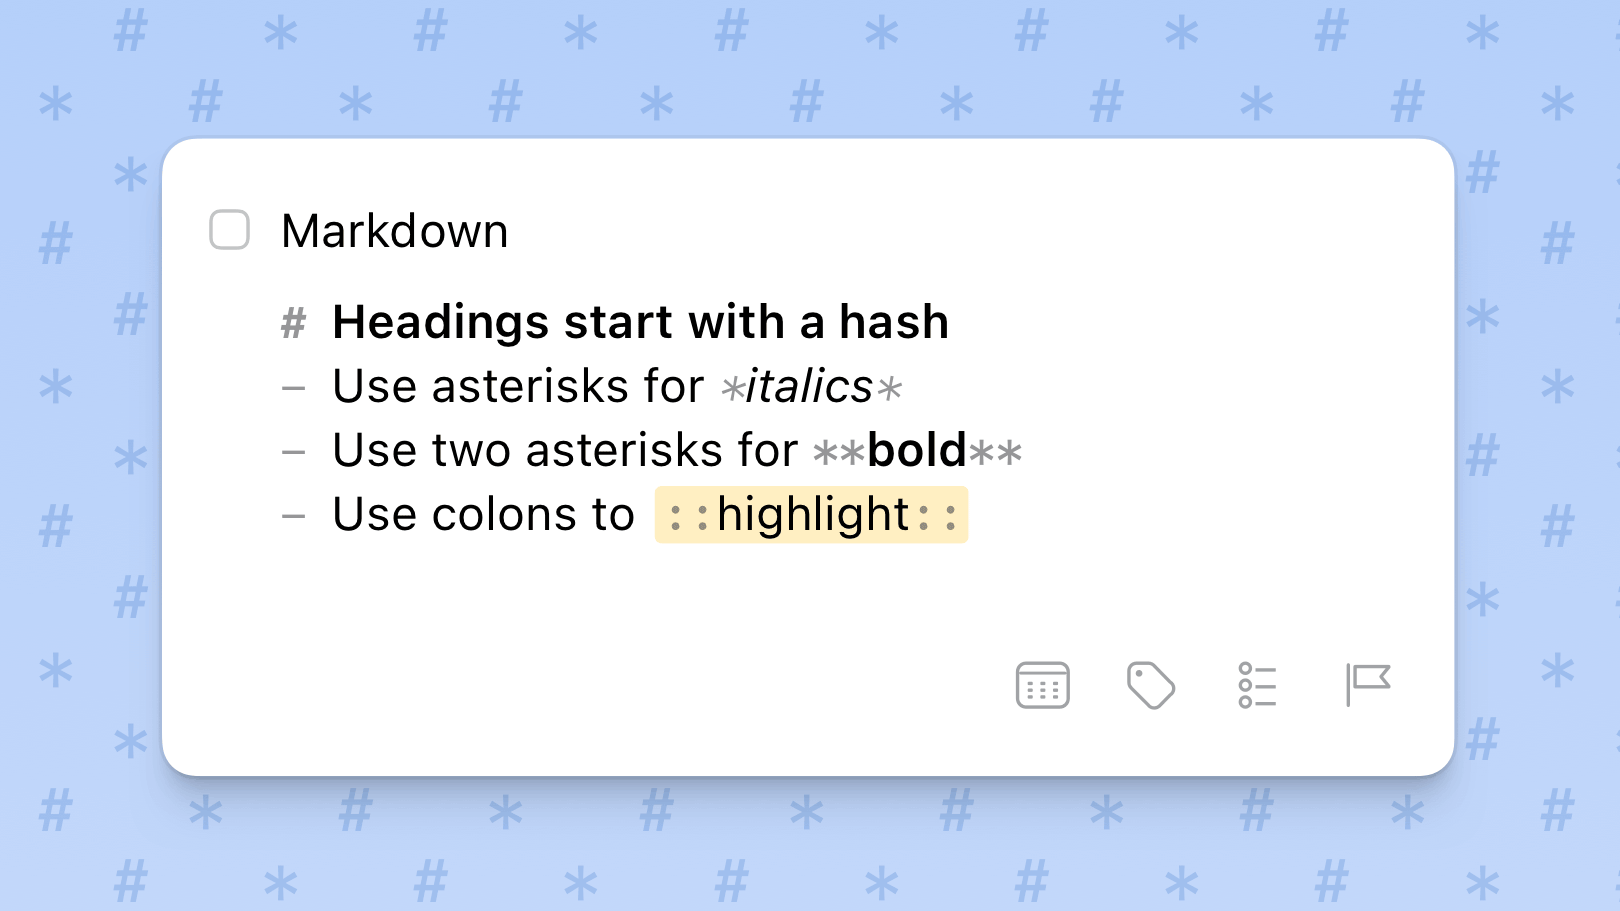 Markdown
# Headings start with a hash
– Use asterisks for *italics*
– Use two asterisks for **bold**
– Use colons to ::highlight::